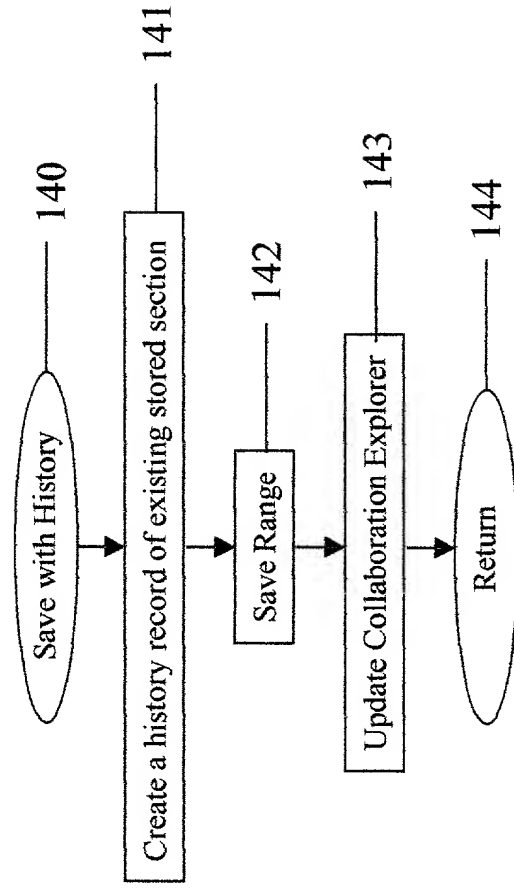 Save with History
140
Create a history record of existing stored section
141
Save Range
142
Update Collaboration Explorer
143
Return
144